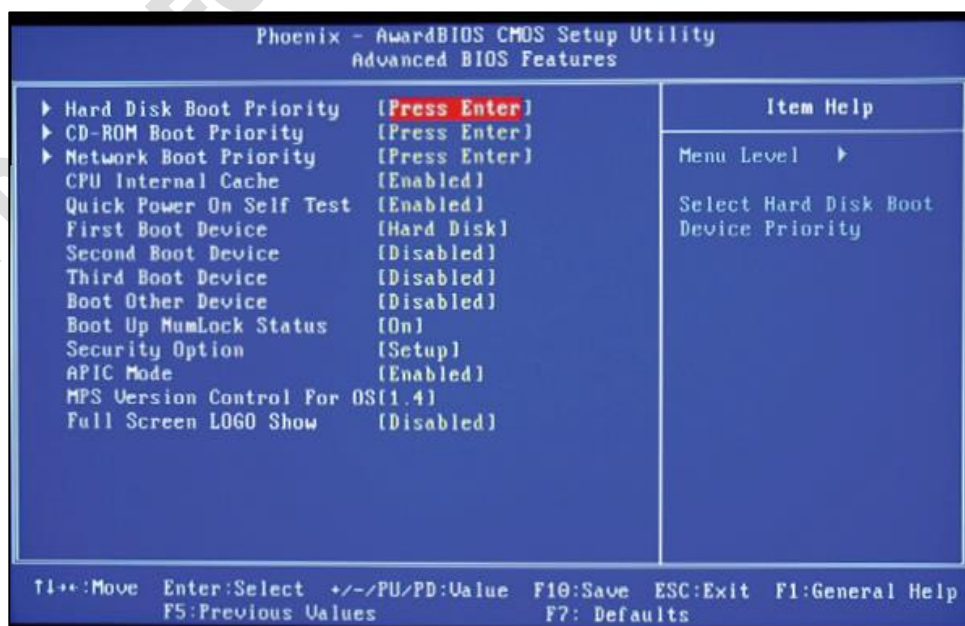 Phoenix - AwardBIOS CMOS Setup Utility
Advanced BIOS Features
Hard Disk Boot Priority [Press Enter]
CD-ROM Boot Priority [Press Enter]
Network Boot Priority [Press Enter]
CPU Internal Cache [Enabled]
Quick Power On Self Test [Enabled]
First Boot Device [Hard Disk]
Second Boot Device [Disabled]
Third Boot Device [Disabled]
Boot Other Device [Disabled]
Boot Up NumLock Status [On]
Security Option [Setup]
APIC Mode [Enabled]
MPS Version Control For OS[1.4]
Full Screen LOGO Show [Disabled]
Item Help
Menu Level
Select Hard Disk Boot
Device Priority
↑↓→←:Move Enter:Select +/-/PU/PD:Value F10:Save ESC:Exit F1:General Help
F5:Previous Values F7: Defaults